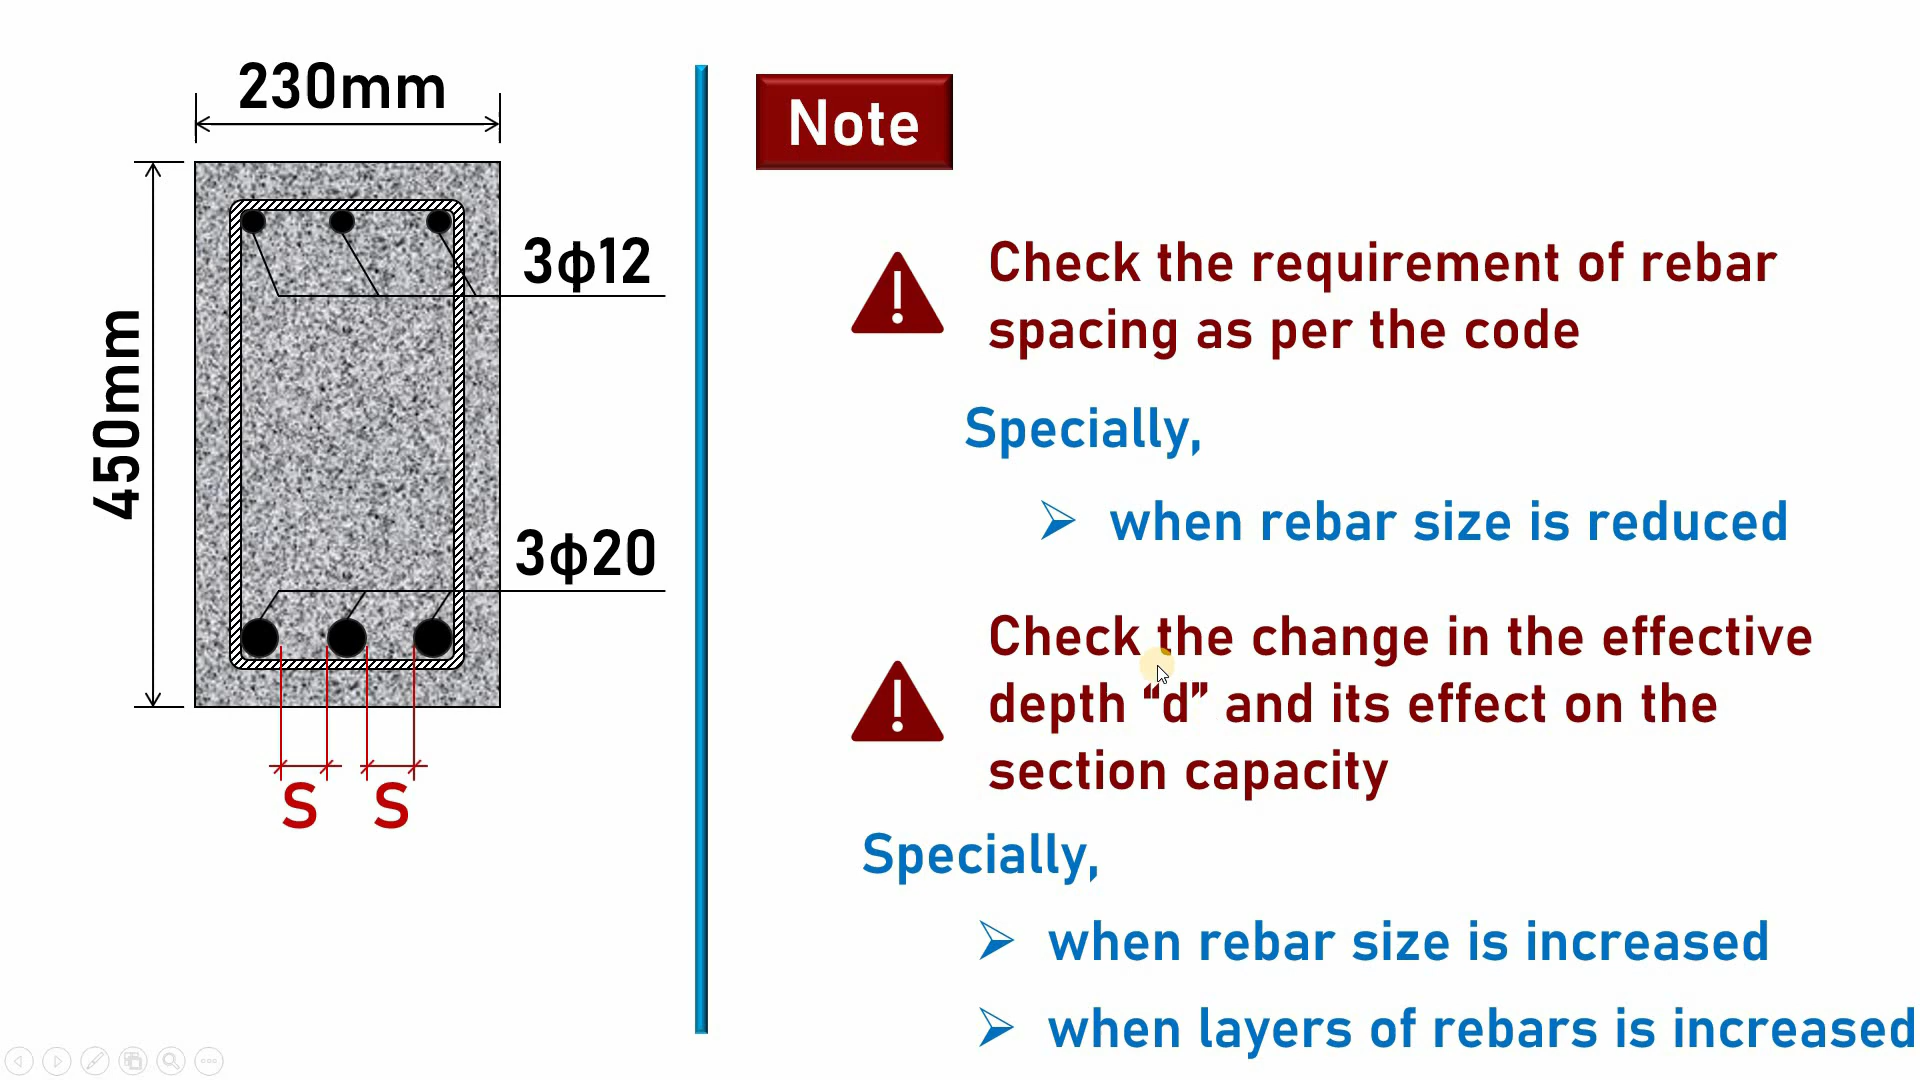 230mm
450mm
3ϕ12
3ϕ20
S S
Note
Check the requirement of rebar
spacing as per the code
Specially,
when rebar size is reduced
Check the change in the effective
depth “d” and its effect on the
section capacity
Specially,
when rebar size is increased
when layers of rebars is increased